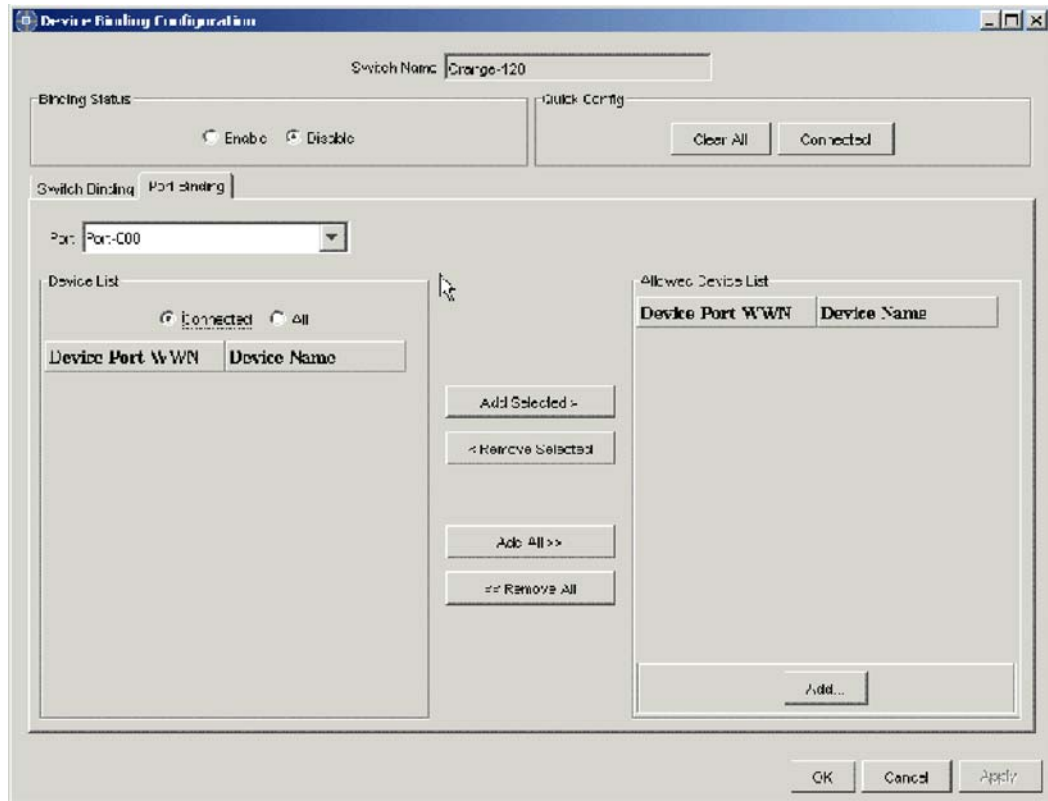 Device Binding Configuration
Switch Name Orange-120
Binding Status
Enable Disable
Quick Config
Clear All Connected
Switch Binding Port Binding
Port Port-000
Device List
Connected All
Device Port WWN Device Name
Add Selected >
< Remove Selected
Add All >>
<< Remove All
Allowed Device List
Device Port WWN Device Name
Add...
OK Cancel Apply